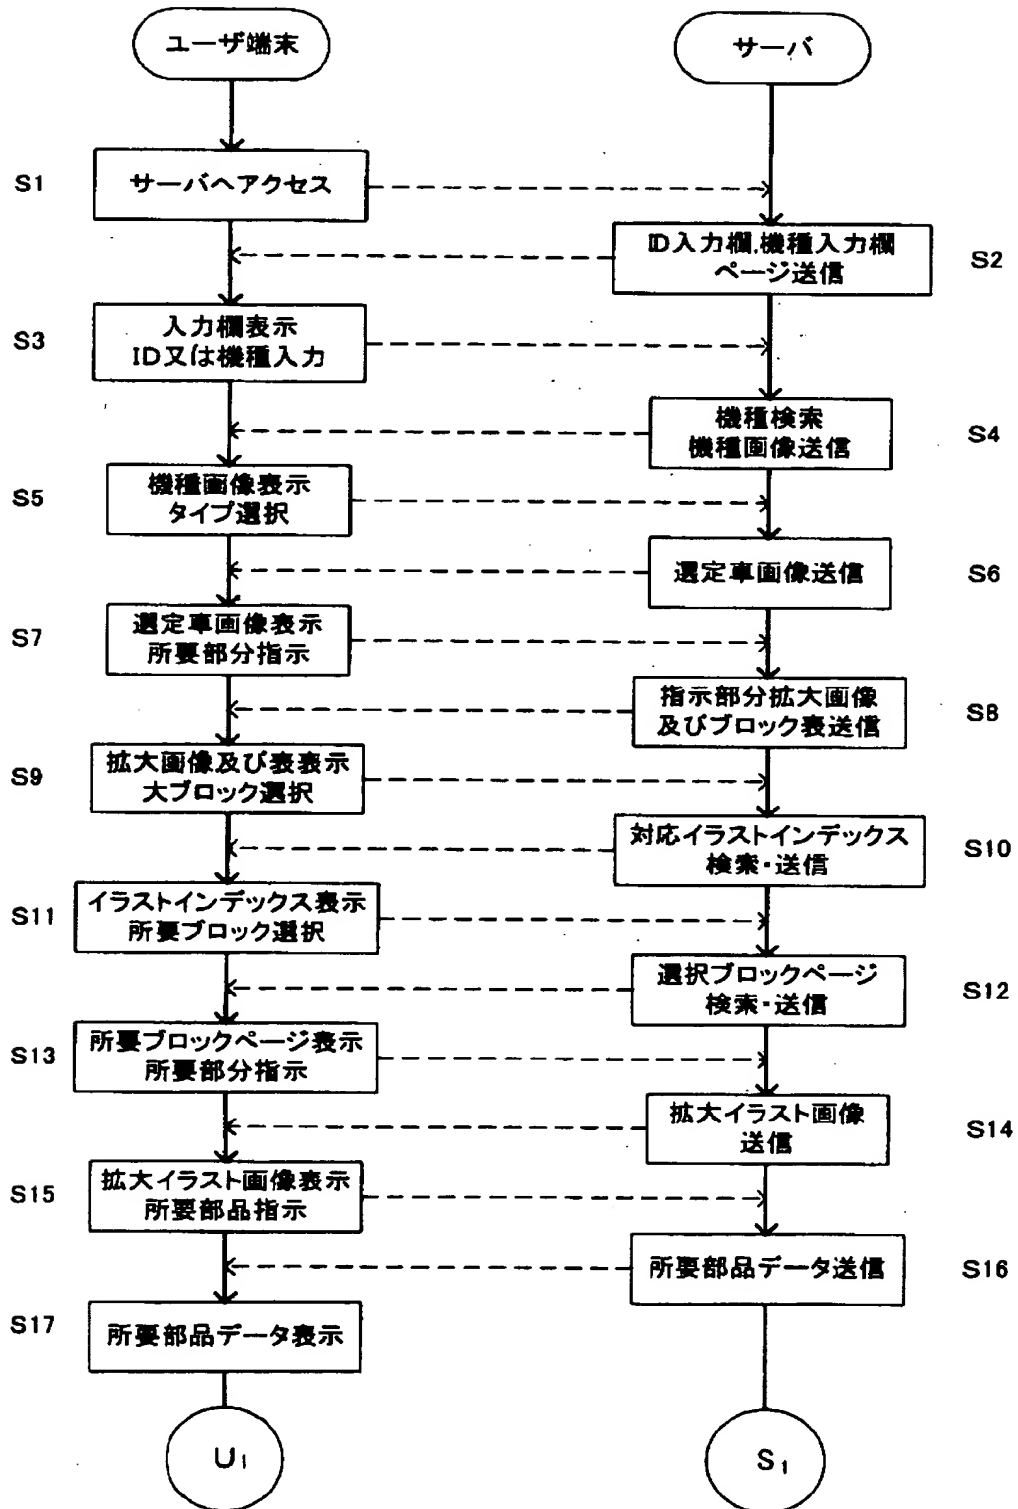 ユーザ端末
サーバ
S1
サーバへアクセス
ID入力欄,機種入力欄
ページ送信
S2
S3
入力欄表示
ID又は機種入力
機種検索
機種画像送信
S4
S5
機種画像表示
タイプ選択
選定車画像送信
S6
S7
選定車画像表示
所要部分指示
指示部分拡大画像
及びブロック表送信
S8
S9
拡大画像及び表表示
大ブロック選択
対応イラストインデックス
検索・送信
S10
S11
イラストインデックス表示
所要ブロック選択
選択ブロックページ
検索・送信
S12
S13
所要ブロックページ表示
所要部分指示
拡大イラスト画像
送信
S14
S15
拡大イラスト画像表示
所要部品指示
所要部品データ送信
S16
S17
所要部品データ表示
U1
S1